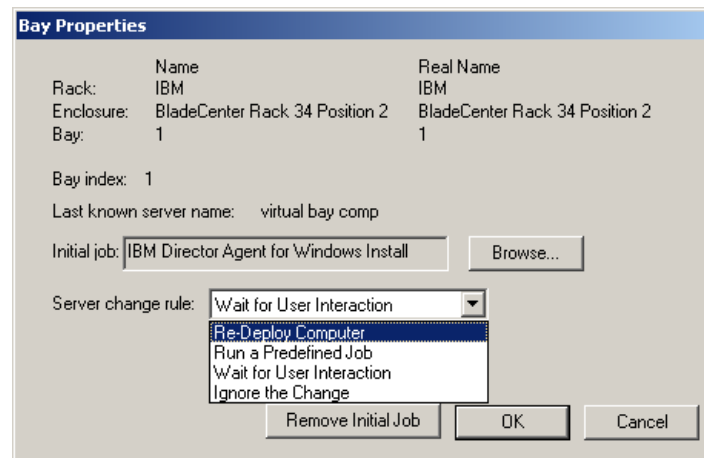 Bay Properties
Name Real Name
Rack: IBM IBM
Enclosure: BladeCenter Rack 34 Position 2 BladeCenter Rack 34 Position 2
Bay: 1 1
Bay index: 1
Last known server name: virtual bay comp
Initial job: IBM Director Agent for Windows Install Browse...
Server change rule: Wait for User Interaction
Re-Deploy Computer
Run a Predefined Job
Wait for User Interaction
Ignore the Change
Remove Initial Job OK Cancel